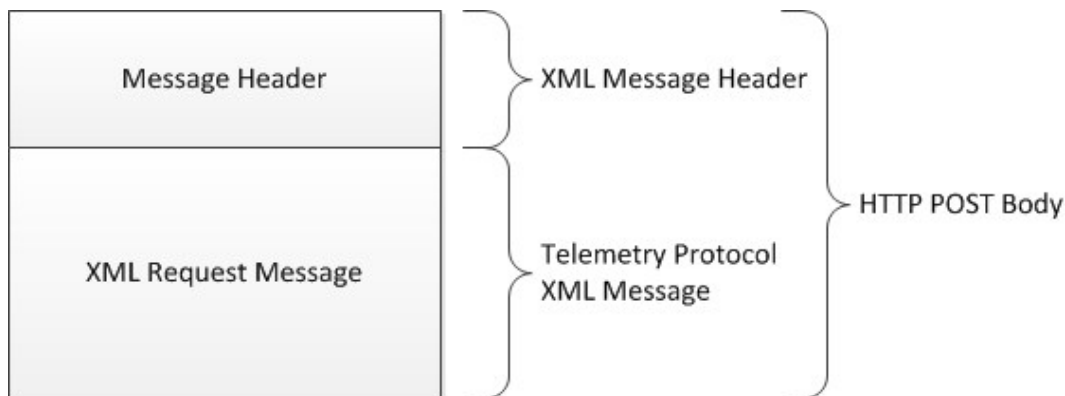 Message Header
XML Message Header
HTTP POST Body
XML Request Message
Telemetry Protocol
XML Message